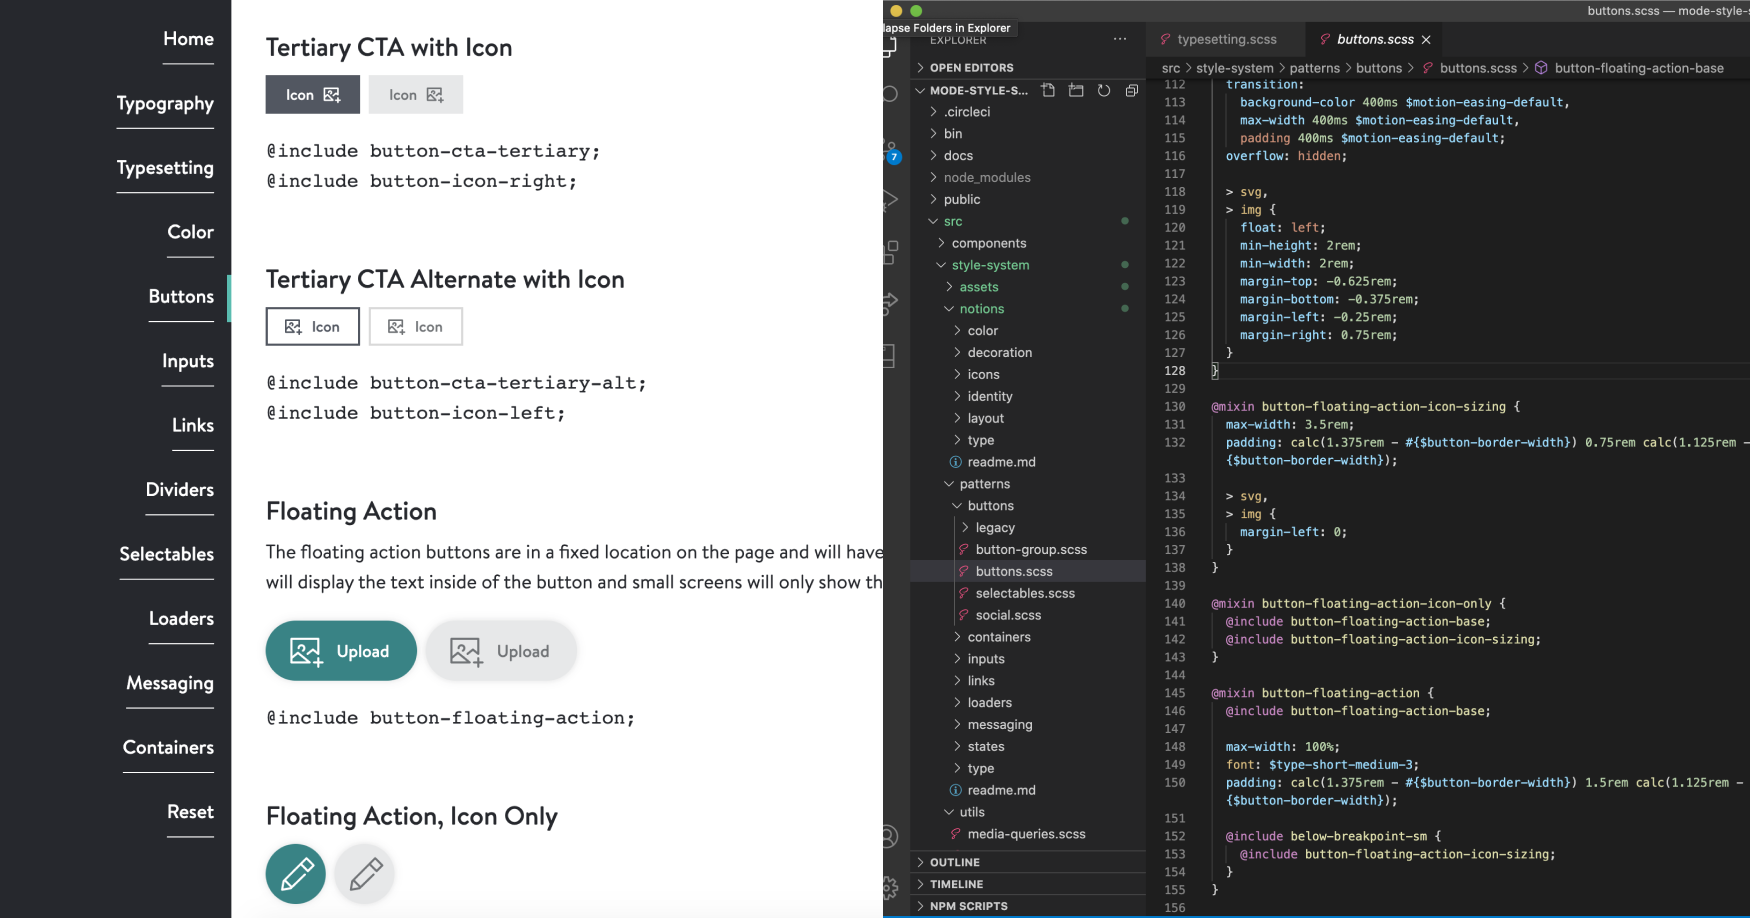 Home
Typography
Typesetting
Color
Buttons
Inputs
Links
Dividers
Selectables
Loaders
Messaging
Containers
Reset
Tertiary CTA with Icon
Icon
Icon
@include button-cta-tertiary;
@include button-icon-right;
Tertiary CTA Alternate with Icon
Icon
Icon
@include button-cta-tertiary-alt;
@include button-icon-left;
Floating Action
The floating action buttons are in a fixed location on the page and will have
will display the text inside of the button and small screens will only show th
Upload
Upload
@include button-floating-action;
Floating Action, Icon Only
buttons.scss — mode-style-s
lapse Folders in Explorer
EXPLORER
7
OPEN EDITORS
MODE-STYLE-S...
.circleci
bin
docs
node_modules
public
src
components
style-system
assets
notions
color
decoration
icons
identity
layout
type
readme.md
patterns
buttons
legacy
button-group.scss
buttons.scss
selectables.scss
social.scss
containers
inputs
links
loaders
messaging
states
type
readme.md
utils
media-queries.scss
OUTLINE
TIMELINE
NPM SCRIPTS
typesetting.scss
buttons.scss
src > style-system > patterns > buttons > buttons.scss > button-floating-action-base
112 transition:
113 background-color 400ms $motion-easing-default,
114 max-width 400ms $motion-easing-default,
115 padding 400ms $motion-easing-default;
116 overflow: hidden;
117
118 > svg,
119 > img {
120 float: left;
121 min-height: 2rem;
122 min-width: 2rem;
123 margin-top: -0.625rem;
124 margin-bottom: -0.375rem;
125 margin-left: -0.25rem;
126 margin-right: 0.75rem;
127 }
128 }
129
130 @mixin button-floating-action-icon-sizing {
131 max-width: 3.5rem;
132 padding: calc(1.375rem - #{$button-border-width}) 0.75rem calc(1.125rem -
{$button-border-width});
133
134 > svg,
135 > img {
136 margin-left: 0;
137 }
138 }
139
140 @mixin button-floating-action-icon-only {
141 @include button-floating-action-base;
142 @include button-floating-action-icon-sizing;
143 }
144
145 @mixin button-floating-action {
146 @include button-floating-action-base;
147
148 max-width: 100%;
149 font: $type-short-medium-3;
150 padding: calc(1.375rem - #{$button-border-width}) 1.5rem calc(1.125rem -
{$button-border-width});
151
152 @include below-breakpoint-sm {
153 @include button-floating-action-icon-sizing;
154 }
155 }
156